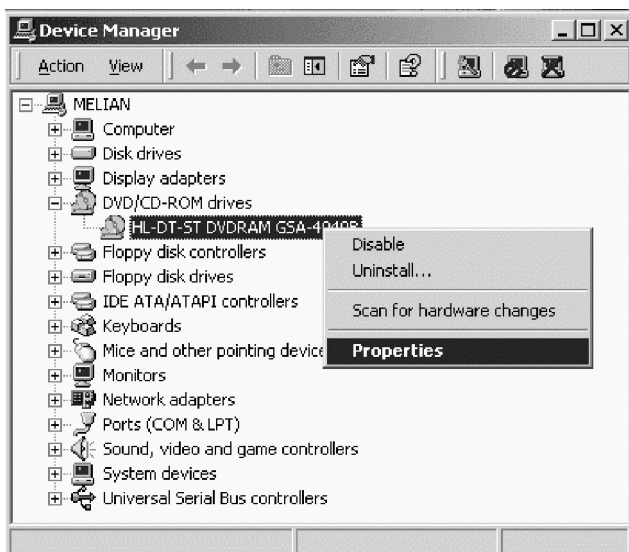 Device Manager
Action View
MELIAN
Computer
Disk drives
Display adapters
DVD/CD-ROM drives
HL-DT-ST DVDRAM GSA-4040B
Disable
Floppy disk controllers
Uninstall...
Floppy disk drives
IDE ATA/ATAPI controllers
Scan for hardware changes
Keyboards
Mice and other pointing device
Properties
Monitors
Network adapters
Ports (COM & LPT)
Sound, video and game controllers
System devices
Universal Serial Bus controllers